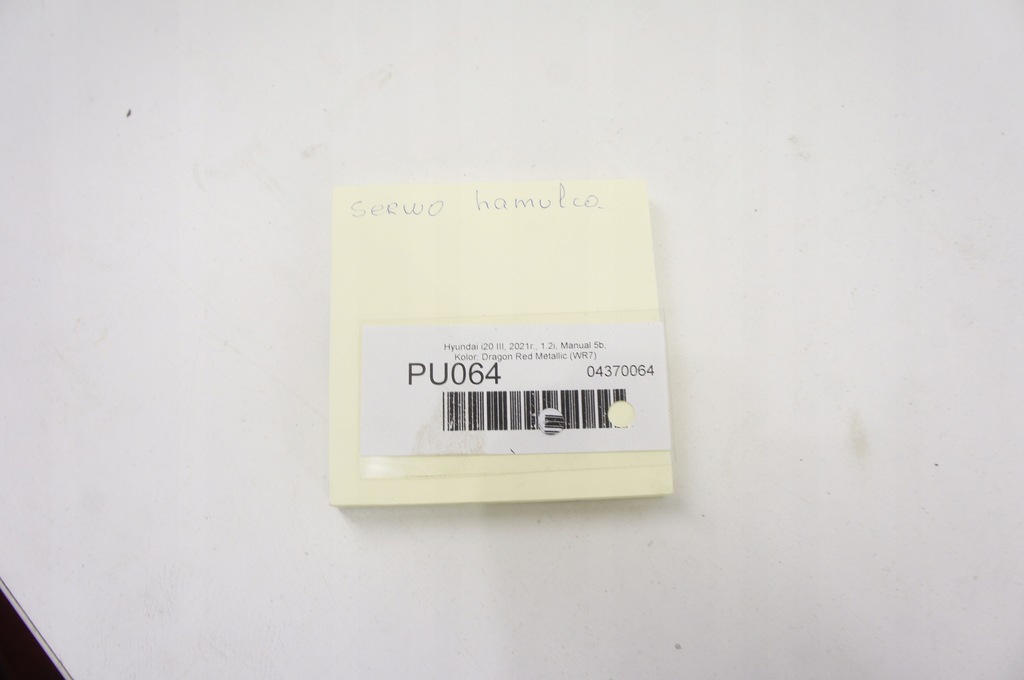 serwo hamulca
Hyundai i20 III, 2021r., 1.2i, Manual 5b,
Kolor: Dragon Red Metallic (WR7)
PU064 04370064